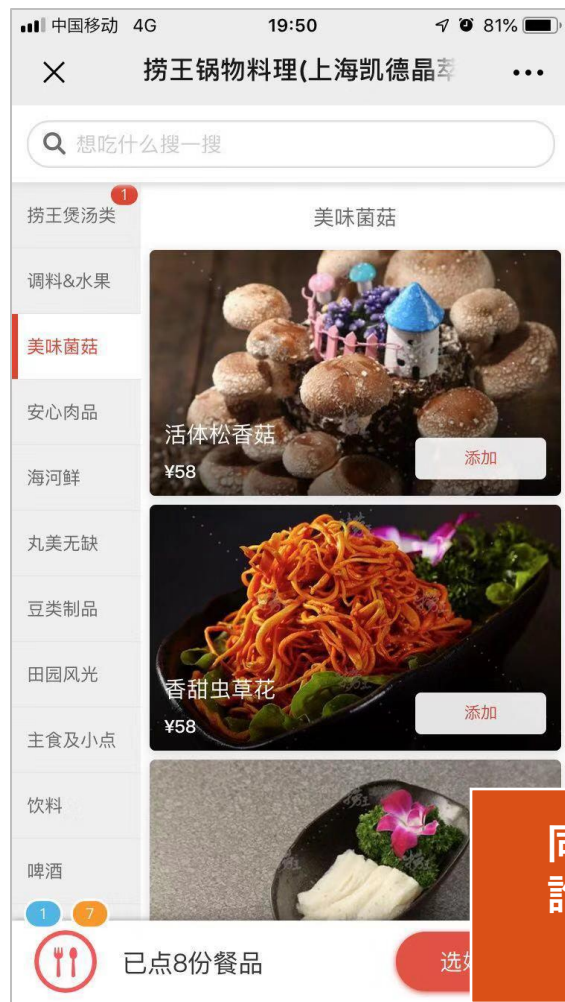 中国移动 4G 19:50 81%
捞王锅物料理(上海凯德晶萃
想吃什么搜一搜
捞王煲汤类 1
调料&水果
美味菌菇
安心肉品
海河鲜
丸美无缺
豆类制品
田园风光
主食及小点
饮料
啤酒
美味菌菇
活体松香菇
¥58
添加
香甜虫草花
¥58
添加
1 7
已点8份餐品
选